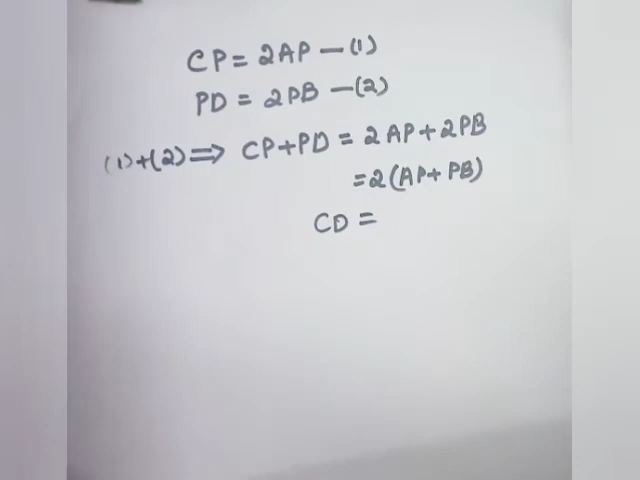 CP = 2AP — (1)
PD = 2PB — (2)
(1)+(2) ⇒ CP+PD = 2AP+2PB
=2(AP+PB)
CD =